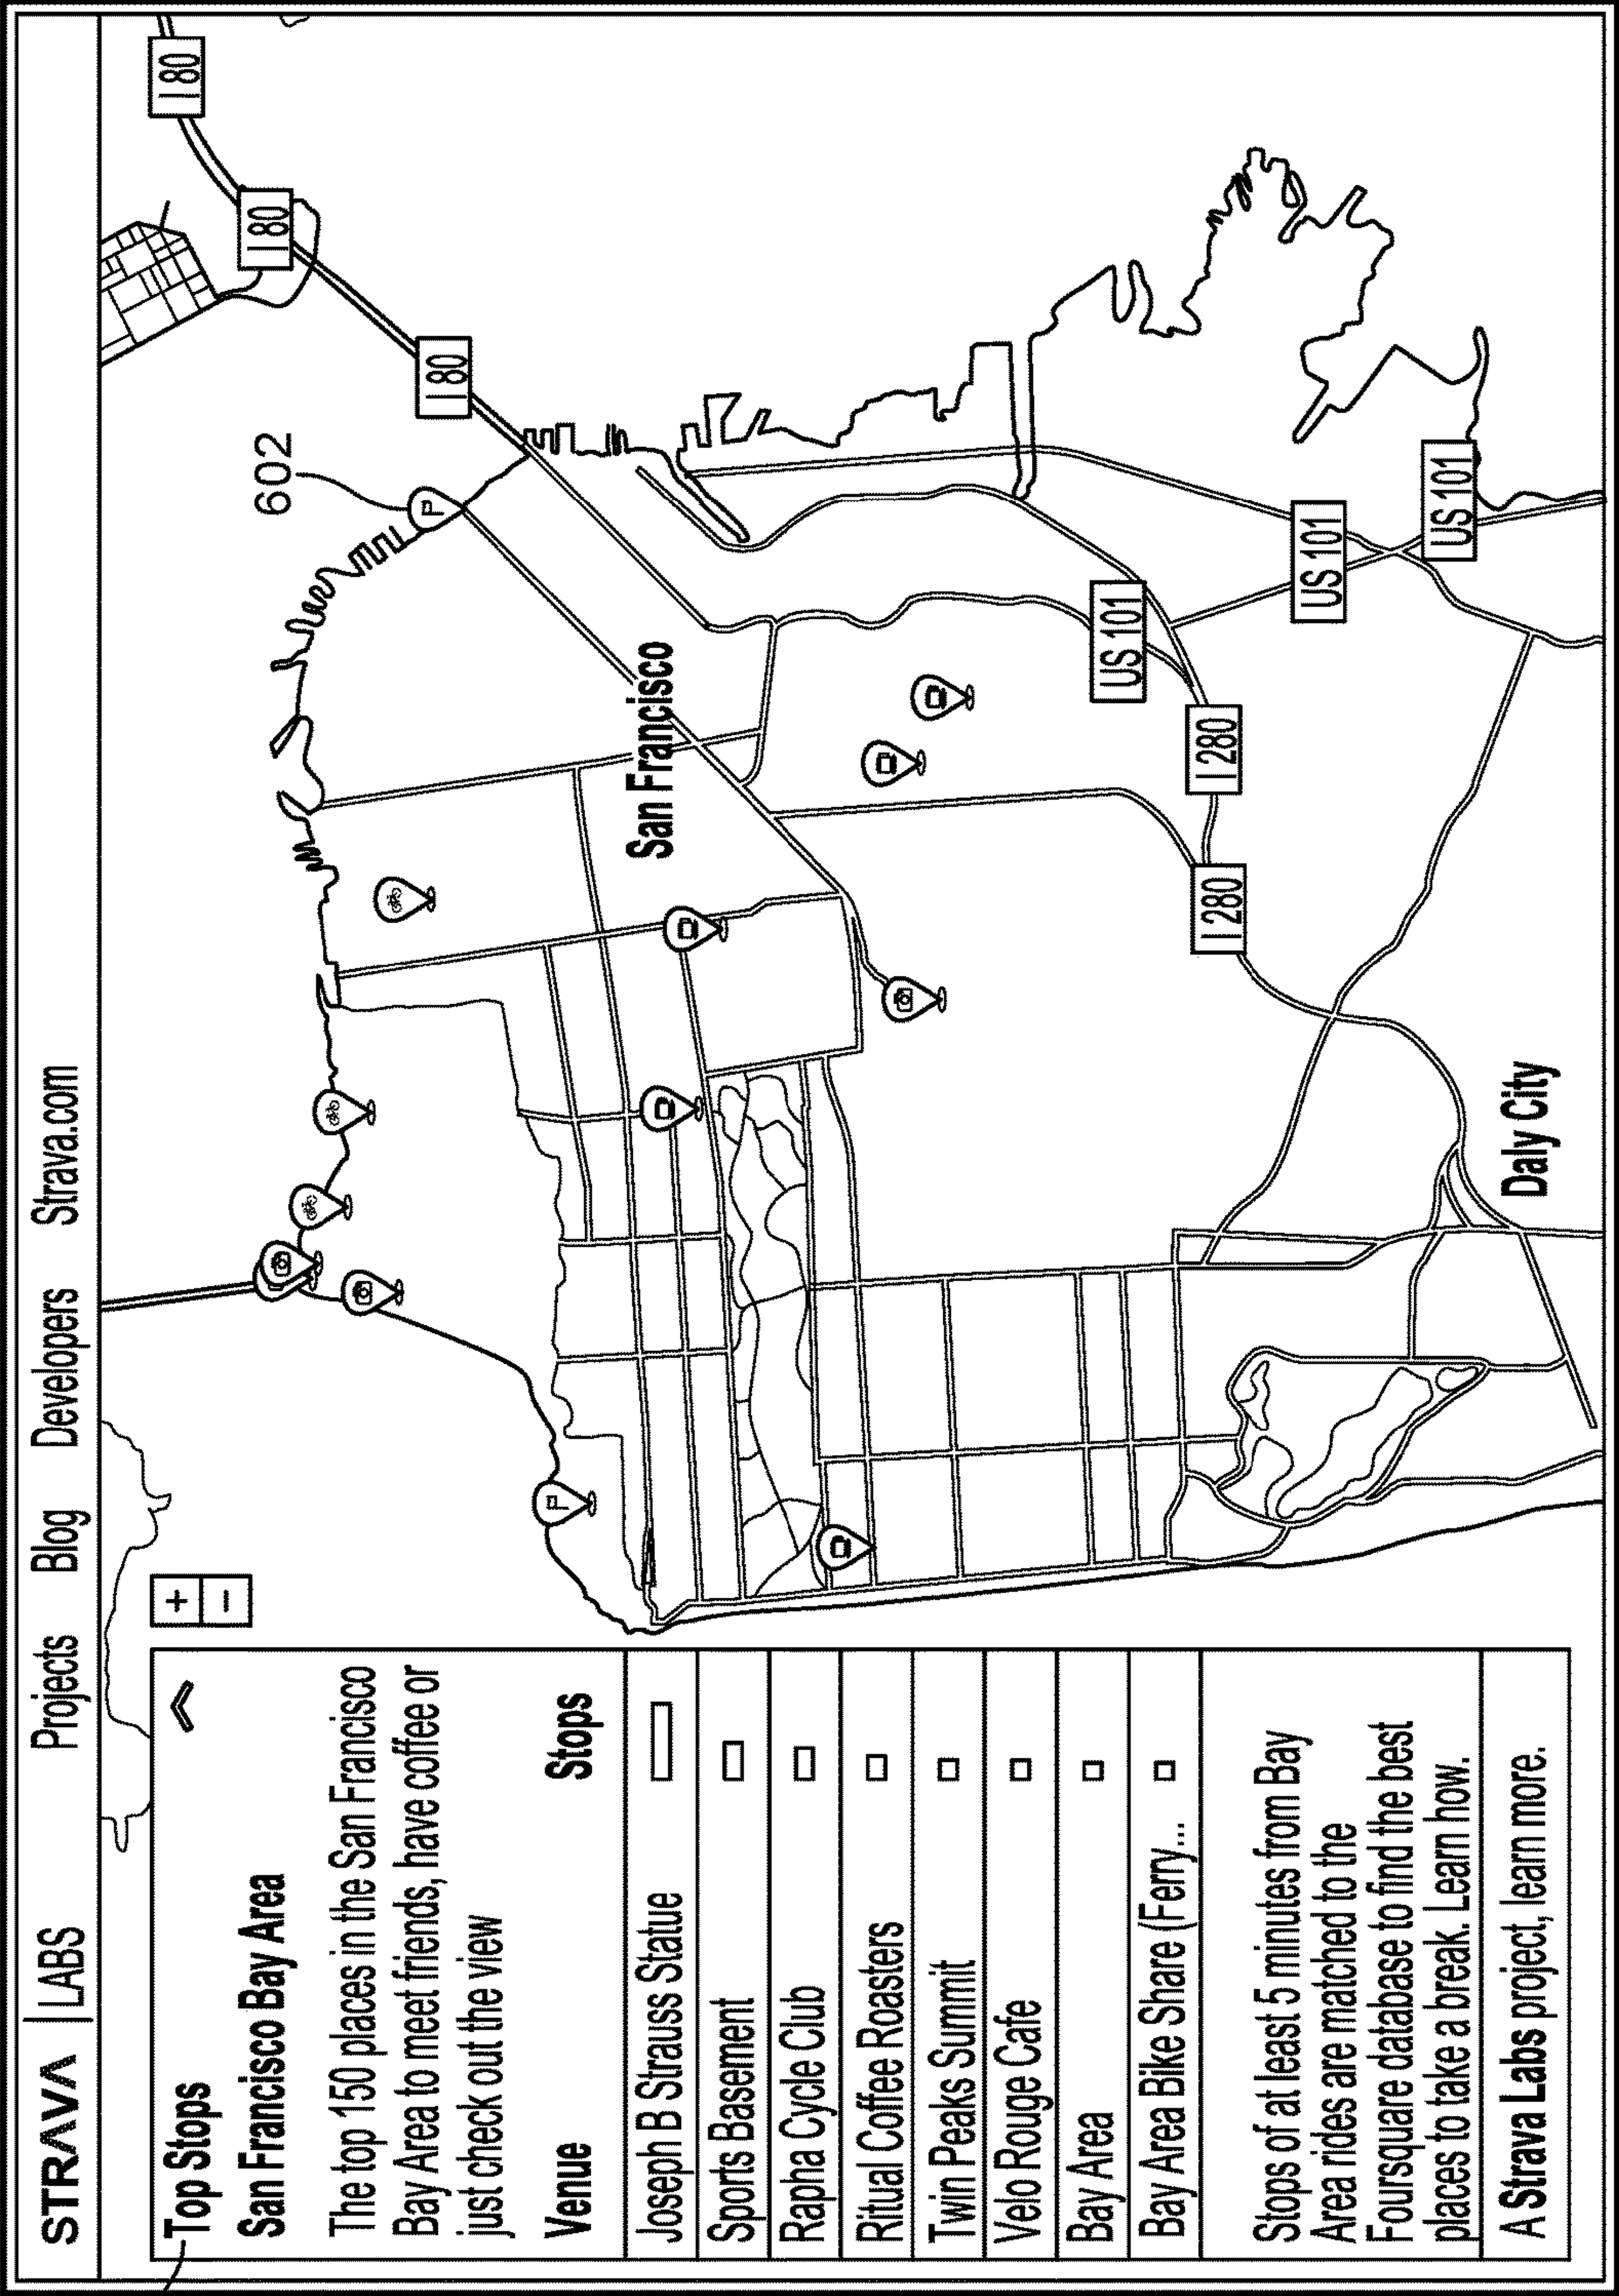 STRAVA | LABS
Projects
Blog
Developers
Strava.com
Top Stops
San Francisco Bay Area
The top 150 places in the San Francisco
Bay Area to meet friends, have coffee or
just check out the view
Venue Stops
Joseph B Strauss Statue
Sports Basement
Rapha Cycle Club
Ritual Coffee Roasters
Twin Peaks Summit
Velo Rouge Cafe
Bay Area
Bay Area Bike Share (Ferry...
Stops of at least 5 minutes from Bay
Area rides are matched to the
Foursquare database to find the best
places to take a break. Learn how.
A Strava Labs project, learn more.
+
−
I 80
I 80
I 80
602
P
P
San Francisco
US 101
US 101
US 101
I 280
I 280
Daly City